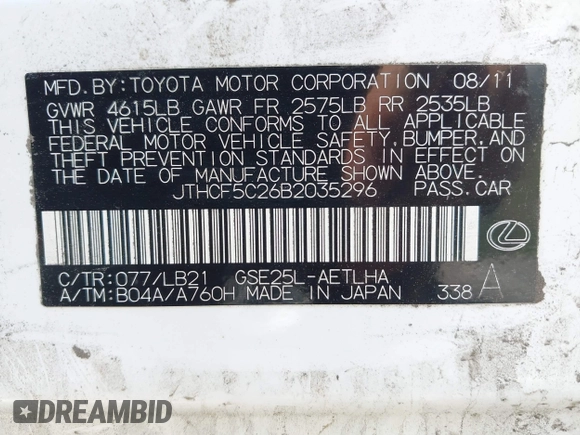 MFD.BY:TOYOTA MOTOR CORPORATION 08/11
GVWR 4615LB GAWR FR 2575LB RR 2535LB
THIS VEHICLE CONFORMS TO ALL APPLICABLE
FEDERAL MOTOR VEHICLE SAFETY, BUMPER, AND
THEFT PREVENTION STANDARDS IN EFFECT ON
THE DATE OF MANUFACTURE SHOWN ABOVE.
JTHCF5C26B2035296 PASS.CAR
C/TR:077/LB21 GSE25L-AETLHA
A/TM:B04A/A760H MADE IN JAPAN 338 A
DREAMBID